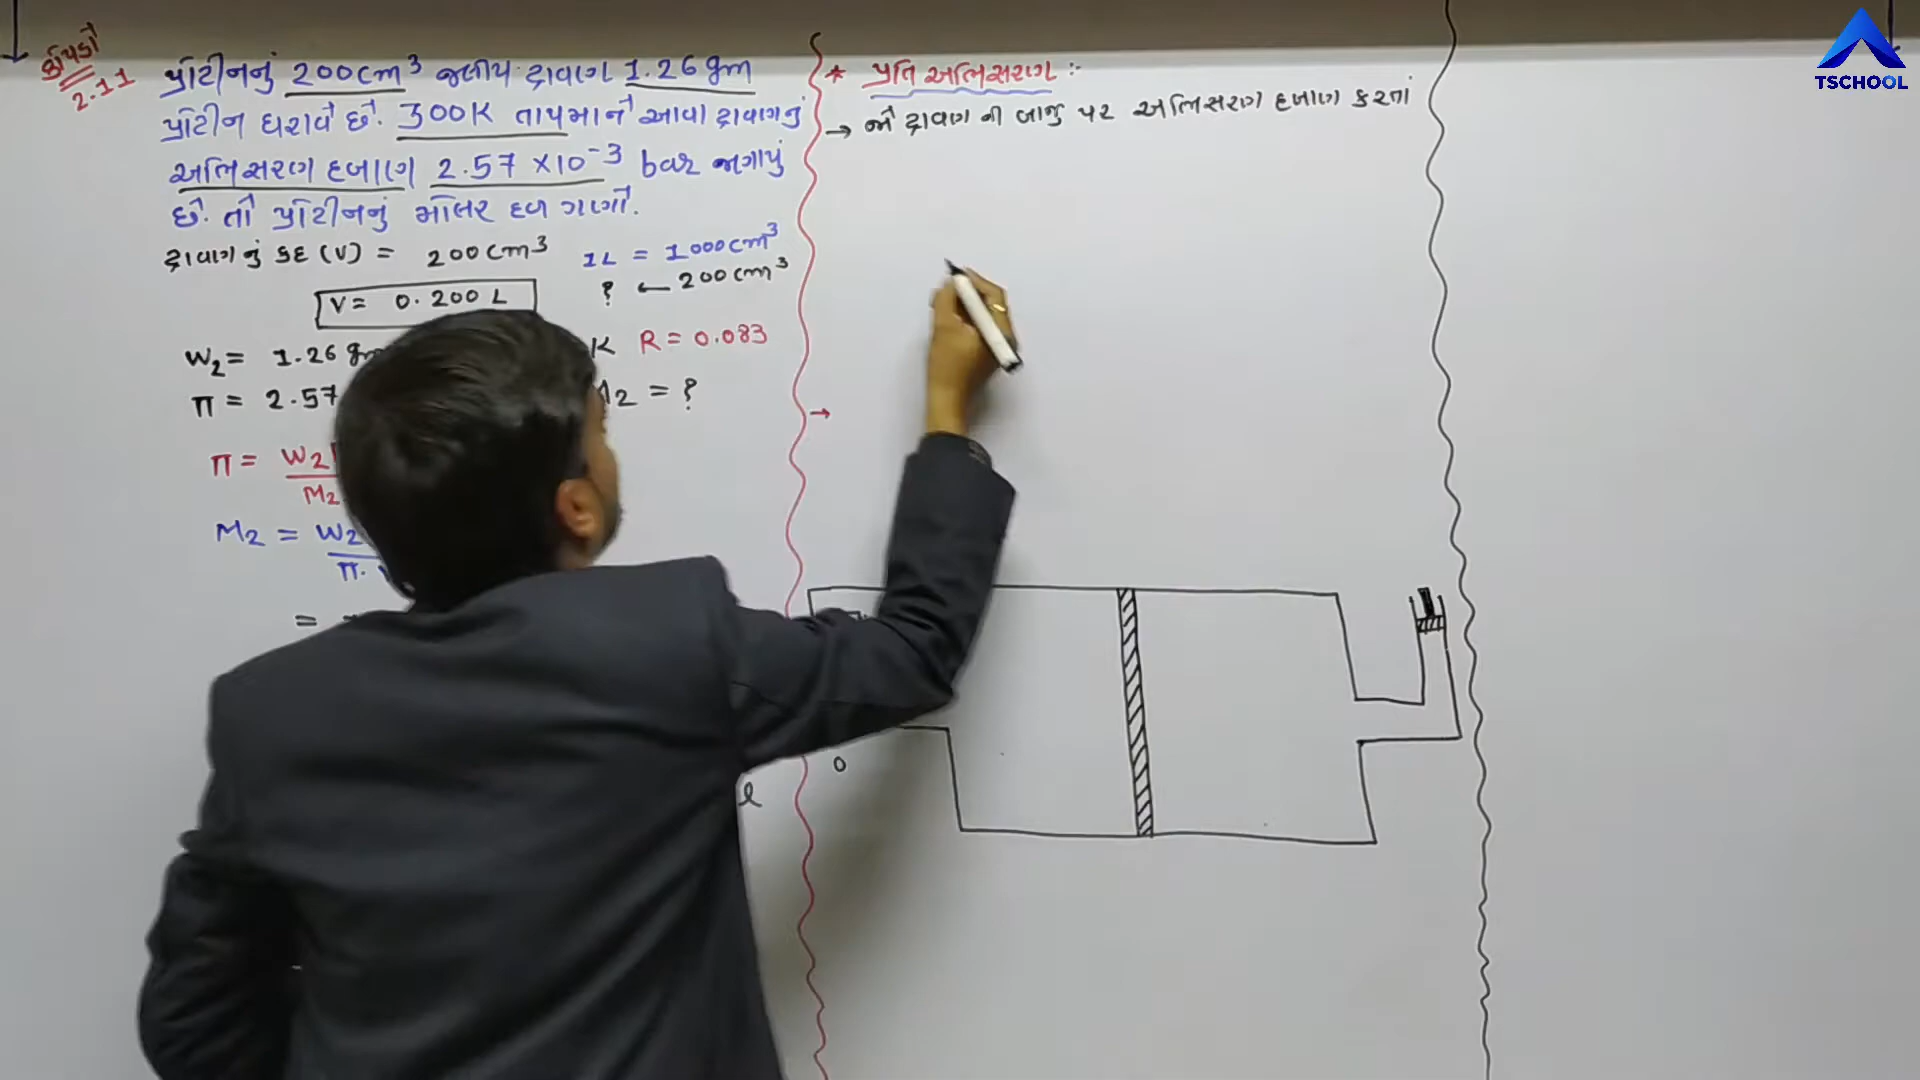 કોયડો
2.11
પ્રોટીનનું 200cm³ જલીય દ્રાવણ 1.26gm
પ્રોટીન ધરાવે છે. 300K તાપમાને આવા દ્રાવણનું
અભિસરણ દબાણ 2.57 ×10⁻³ bar જણાયું
છે. તો પ્રોટીનનું મોલર દળ ગણો.
દ્રાવણનું કદ (V) = 200cm³
1L = 1000cm³
? ← 200cm³
V = 0.200 L
W₂ = 1.26 gm
K R = 0.083
π = 2.57
M₂ = ?
π = W₂
M₂
M₂ = W₂
π.
=
* પ્રતિ અભિસરણ :-
→ જો દ્રાવણ ની બાજુ પર અભિસરણ દબાણ કરતાં
→
TSCHOOL